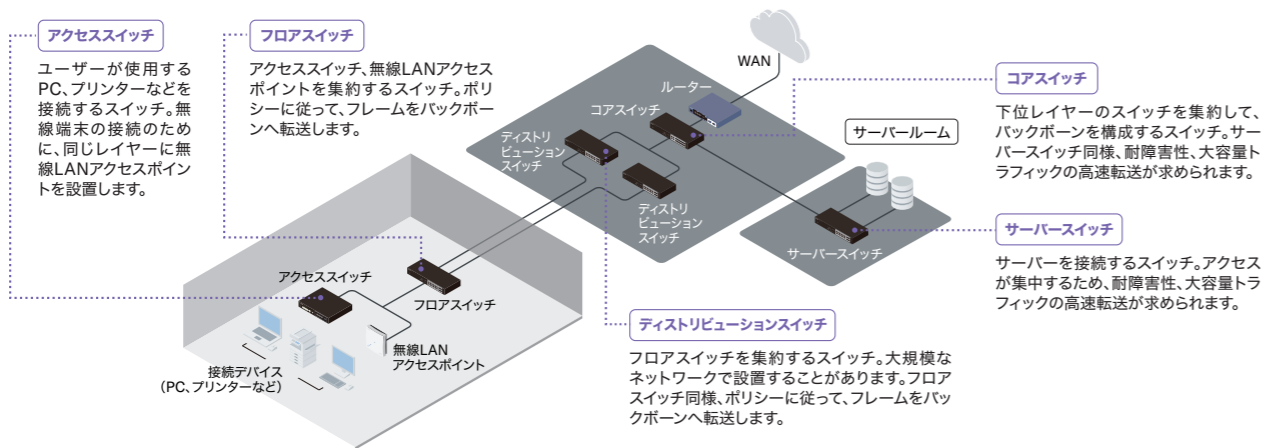 アクセススイッチ
ユーザーが使用する
PC、プリンターなどを
接続するスイッチ。無
線端末の接続のため
に、同じレイヤーに無
線LANアクセスポイン
トを設置します。
フロアスイッチ
アクセススイッチ、無線LANアクセス
ポイントを集約するスイッチ。ポリ
シーに従って、フレームをバックボー
ンへ転送します。
WAN
ルーター
コアスイッチ
ディストリ
ビューション
スイッチ
ディストリ
ビューション
スイッチ
サーバールーム
サーバースイッチ
コアスイッチ
下位レイヤーのスイッチを集約して、
バックボーンを構成するスイッチ。サー
バースイッチ同様、耐障害性、大容量ト
ラフィックの高速転送が求められます。
サーバースイッチ
サーバーを接続するスイッチ。アクセス
が集中するため、耐障害性、大容量トラ
フィックの高速転送が求められます。
アクセススイッチ
フロアスイッチ
無線LAN
アクセスポイント
接続デバイス
（PC、プリンターなど）
ディストリビューションスイッチ
フロアスイッチを集約するスイッチ。大規模な
ネットワークで設置することがあります。フロア
スイッチ同様、ポリシーに従って、フレームをバッ
クボーンへ転送します。